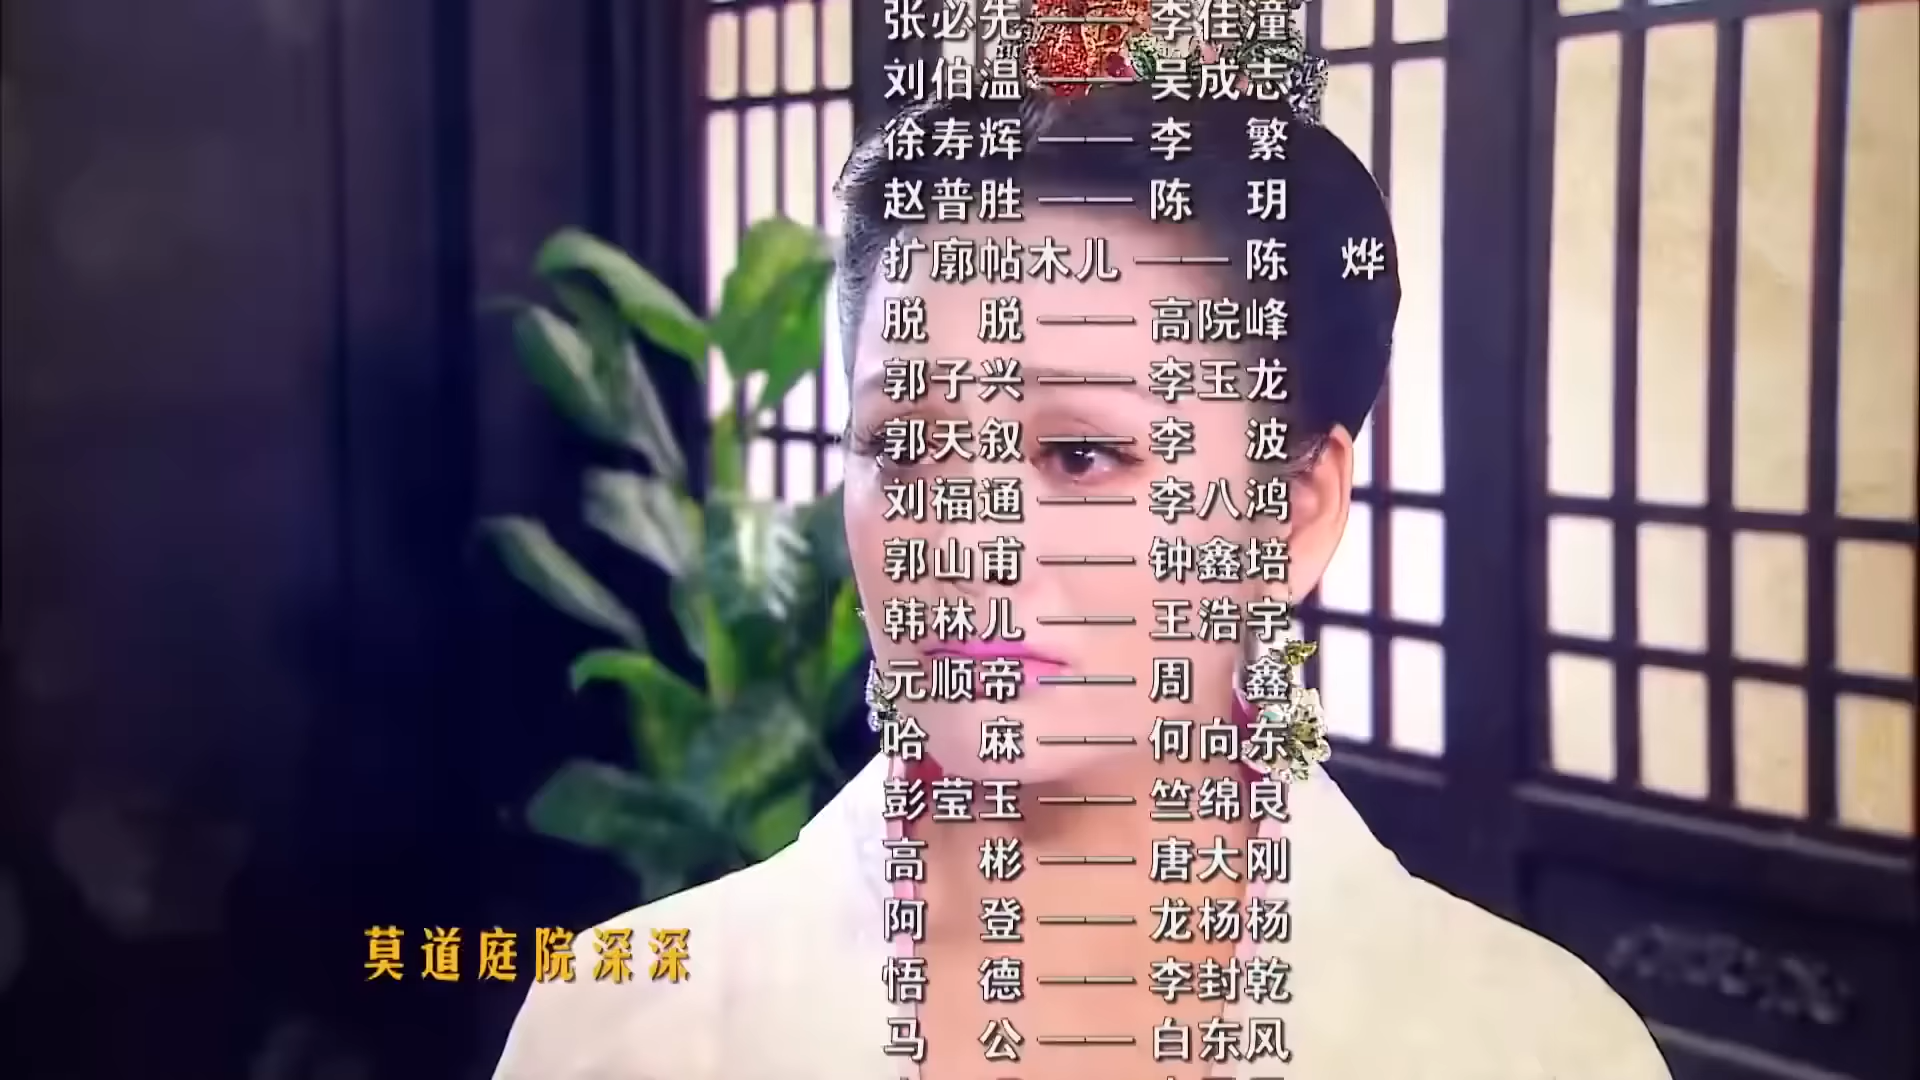 张必先——李佳潼
刘伯温——吴成志
徐寿辉——李 繁
赵普胜——陈 玥
扩廓帖木儿——陈 烨
脱 脱——高院峰
郭子兴——李玉龙
郭天叙——李 波
刘福通——李八鸿
郭山甫——钟鑫培
韩林儿——王浩宇
元顺帝——周 鑫
哈 麻——何向东
彭莹玉——竺绵良
高 彬——唐大刚
阿 登——龙杨杨
悟 德——李封乾
马 公——白东风
莫道庭院深深